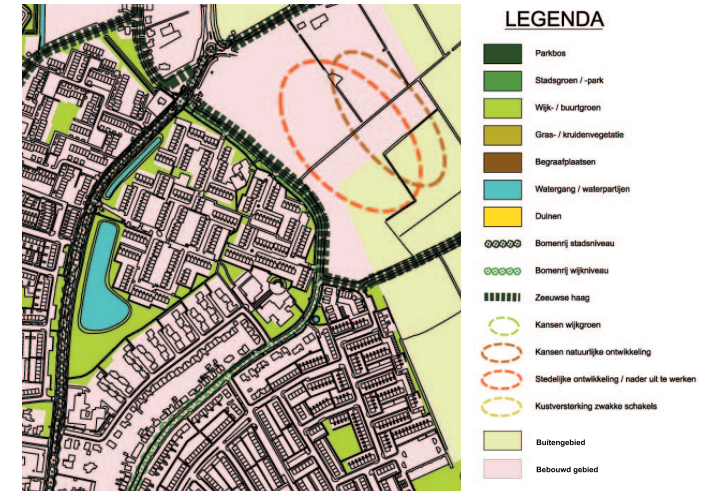 LEGENDA
Parkbos
Stadsgroen / -park
Wijk- / buurtgroen
Gras- / kruidenvegetatie
Begraafplaatsen
Watergang / waterpartijen
Duinen
Bomenrij stadsniveau
Bomenrij wijkniveau
Zeeuwse haag
Kansen wijkgroen
Kansen natuurlijke ontwikkeling
Stedelijke ontwikkeling / nader uit te werken
Kustversterking zwakke schakels
Buitengebied
Bebouwd gebied